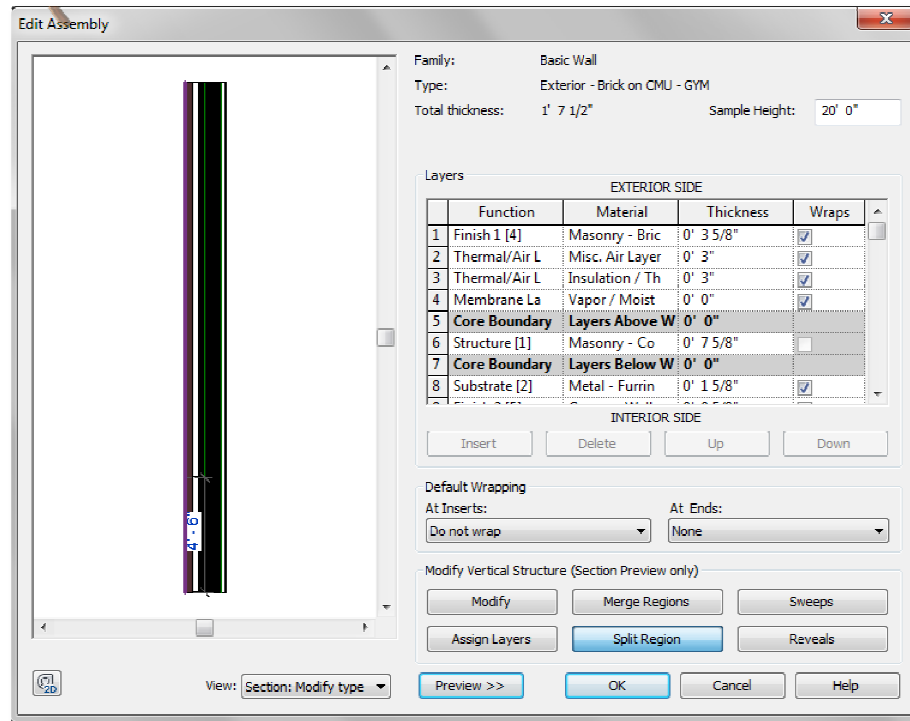 Edit Assembly
Family: Basic Wall
Type: Exterior - Brick on CMU - GYM
Total thickness: 1' 7 1/2" Sample Height: 20' 0"
Layers
EXTERIOR SIDE
Function Material Thickness Wraps
1 Finish 1 [4] Masonry - Bric 0' 3 5/8"
2 Thermal/Air L Misc. Air Layer 0' 3"
3 Thermal/Air L Insulation / Th 0' 3"
4 Membrane La Vapor / Moist 0' 0"
5 Core Boundary Layers Above W 0' 0"
6 Structure [1] Masonry - Co 0' 7 5/8"
7 Core Boundary Layers Below W 0' 0"
8 Substrate [2] Metal - Furrin 0' 1 5/8"
INTERIOR SIDE
Insert Delete Up Down
Default Wrapping
At Inserts: At Ends:
Do not wrap None
4' - 6"
Modify Vertical Structure (Section Preview only)
Modify Merge Regions Sweeps
Assign Layers Split Region Reveals
2D View: Section: Modify type Preview >> OK Cancel Help